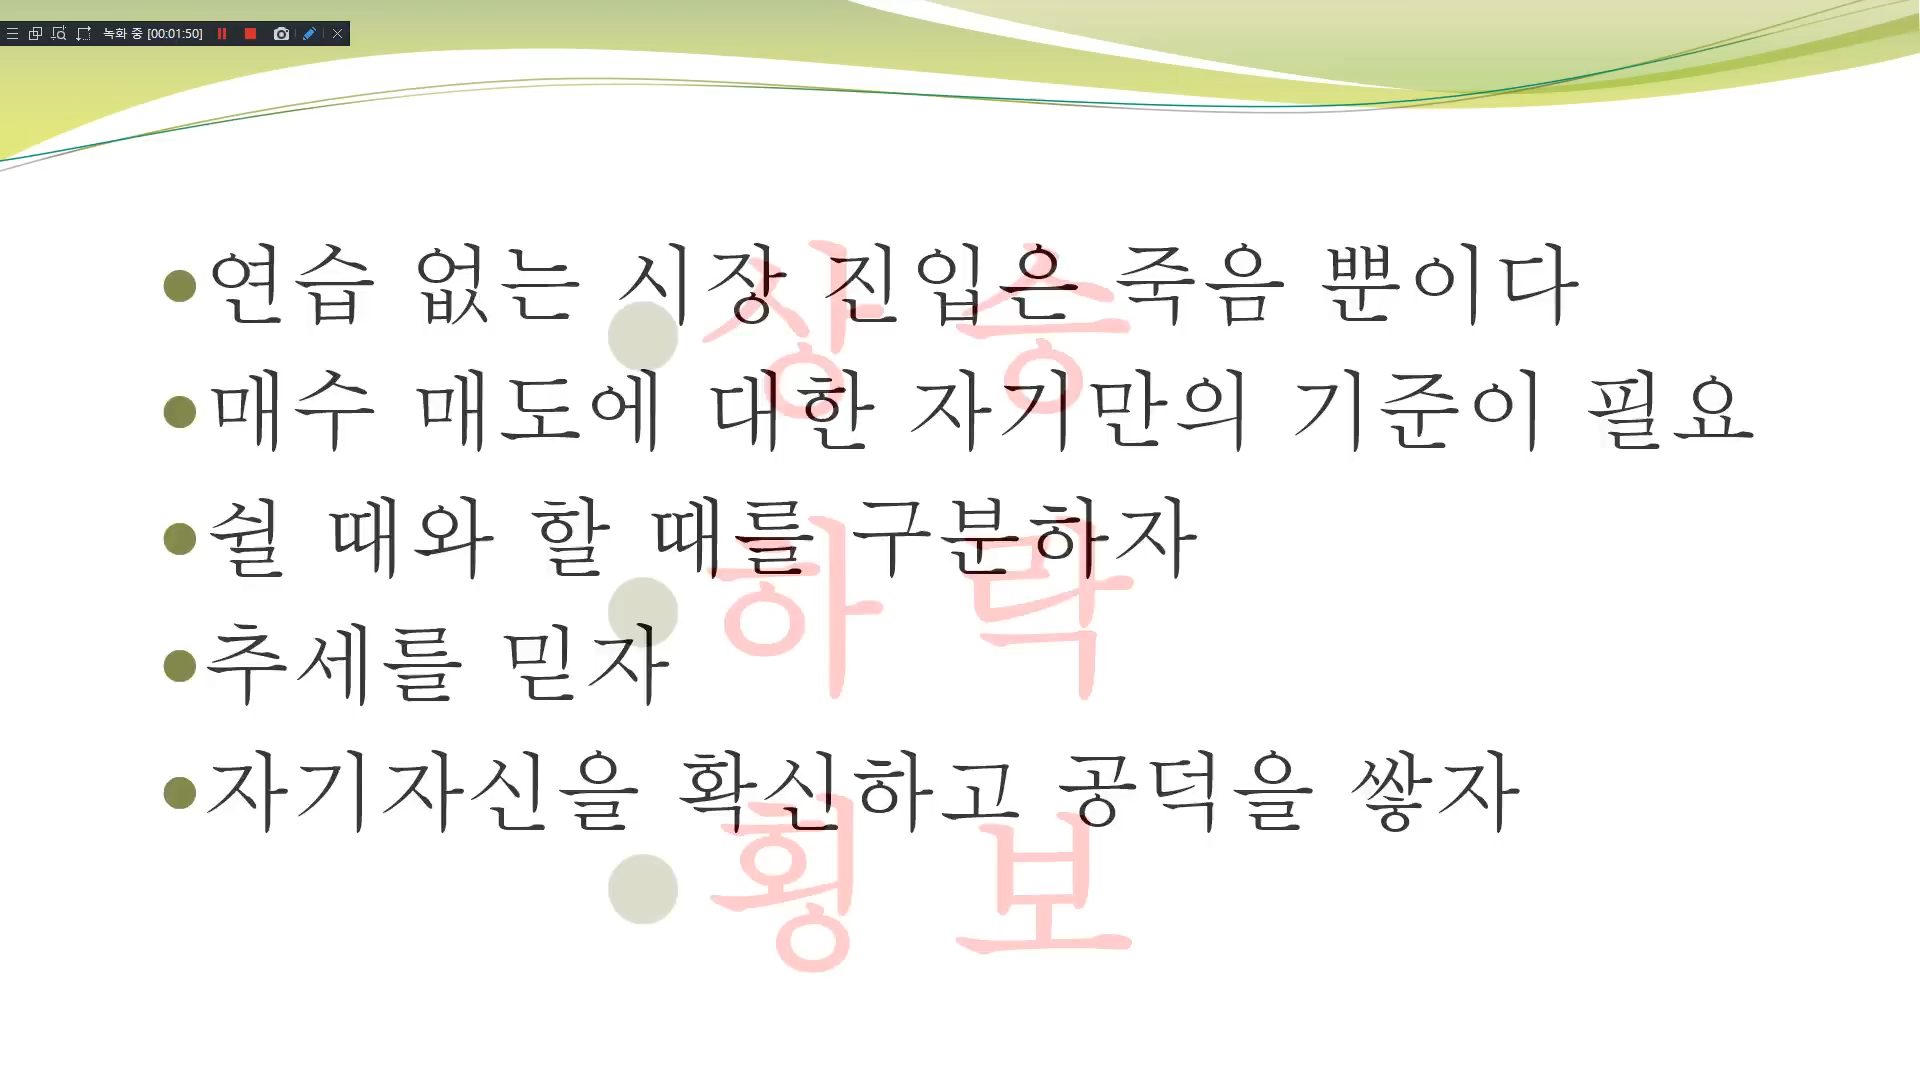 녹화 중 [00:01:50]
연습 없는 시장 진입은 죽음 뿐이다
매수 매도에 대한 자기만의 기준이 필요
쉴 때와 할 때를 구분하자
추세를 믿자
자기자신을 확신하고 공덕을 쌓자
상 승
하 락
횡 보